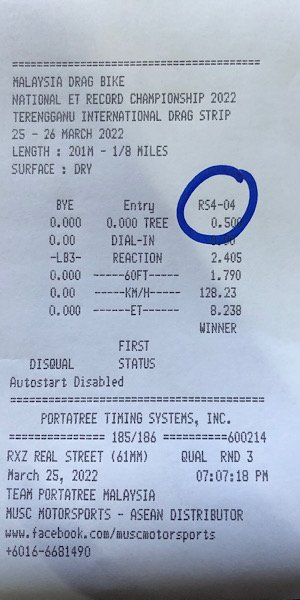 ===========================================
MALAYSIA DRAG BIKE
NATIONAL ET RECORD CHAMPIONSHIP 2022
TERENGGANU INTERNATIONAL DRAG STRIP
25 - 26 MARCH 2022
LENGTH : 201M - 1/8 MILES
SURFACE : DRY
BYE Entry RS4-04
0.000 0.000 TREE 0.500
0.00 DIAL-IN
-LB3- REACTION 2.405
0.000 ------60FT----- 1.790
0.00 -----KM/H----- 128.23
0.000 ------ET------ 8.238
WINNER
FIRST
DISQUAL STATUS
Autostart Disabled
===========================================
PORTATREE TIMING SYSTEMS, INC.
================ 185/186 ===========600214
RXZ REAL STREET (61MM) QUAL RND 3
March 25, 2022 07:07:18 PM
TEAM PORTATREE MALAYSIA
MUSC MOTORSPORTS - ASEAN DISTRIBUTOR
www.facebook.com/muscmotorsports
+6016-6681490